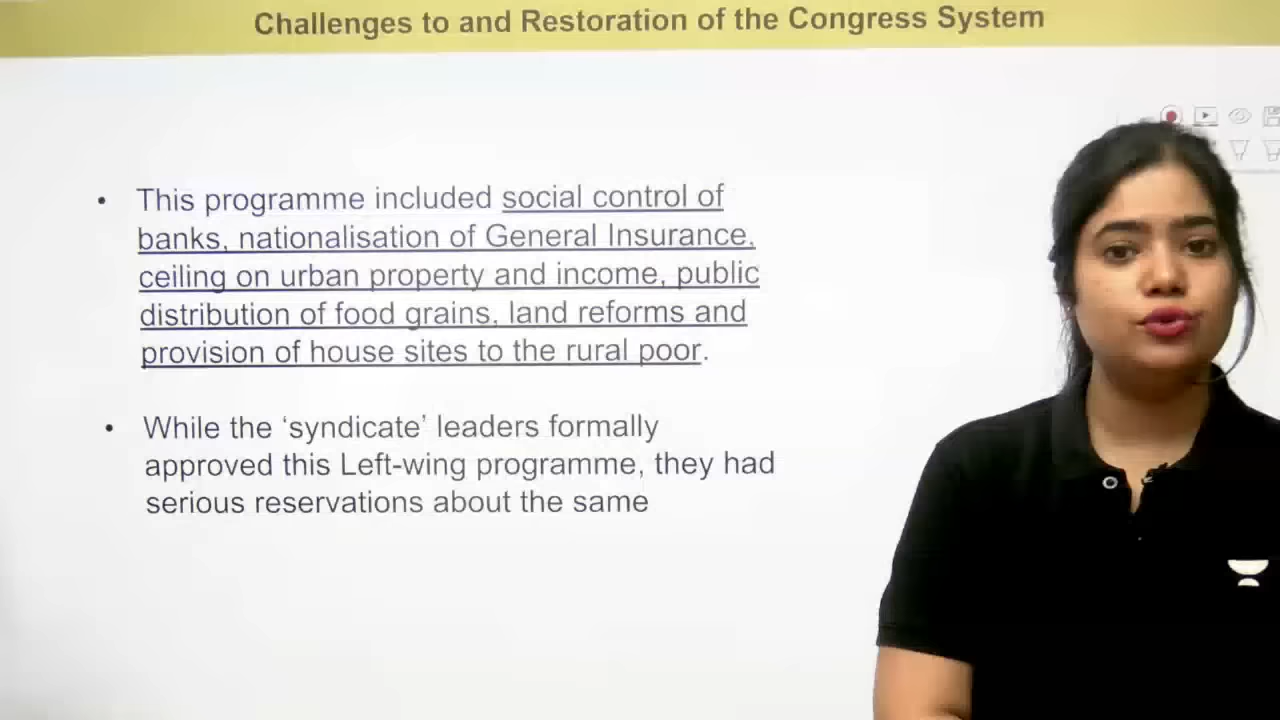 Challenges to and Restoration of the Congress System
• This programme included social control of
banks, nationalisation of General Insurance,
ceiling on urban property and income, public
distribution of food grains, land reforms and
provision of house sites to the rural poor.
• While the ‘syndicate’ leaders formally
approved this Left-wing programme, they had
serious reservations about the same